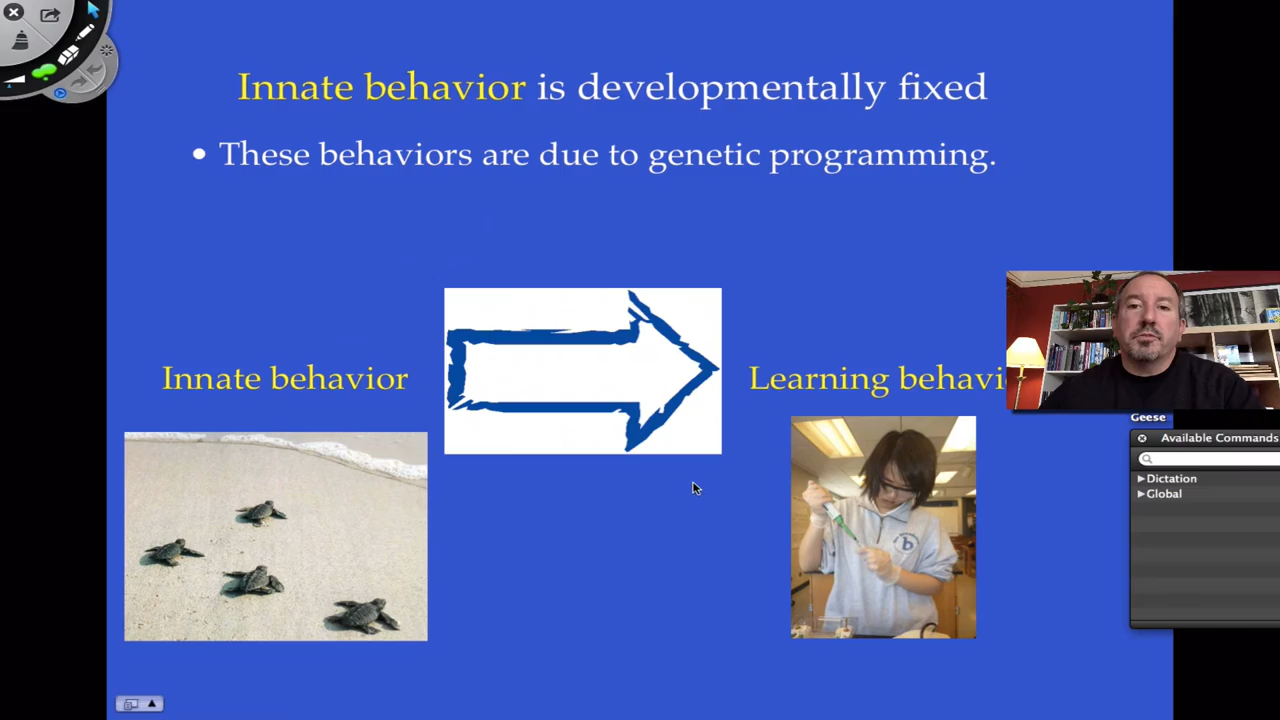 Innate behavior is developmentally fixed
• These behaviors are due to genetic programming.
Innate behavior
Learning behavi
Geese
Available Commands
Dictation
Global